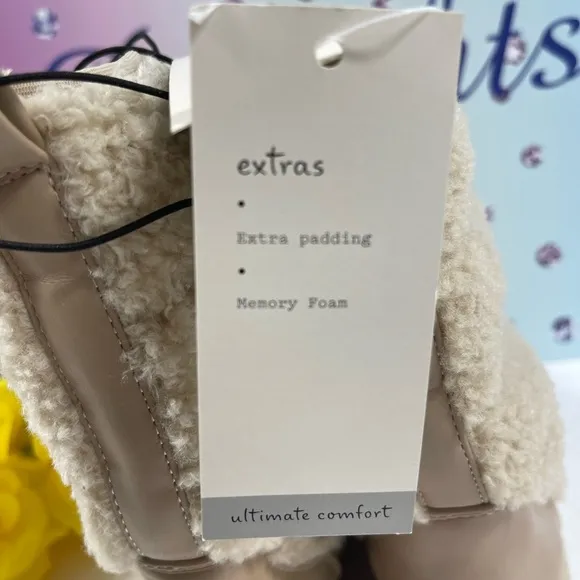 extras
•
Extra padding
•
Memory Foam
ultimate comfort